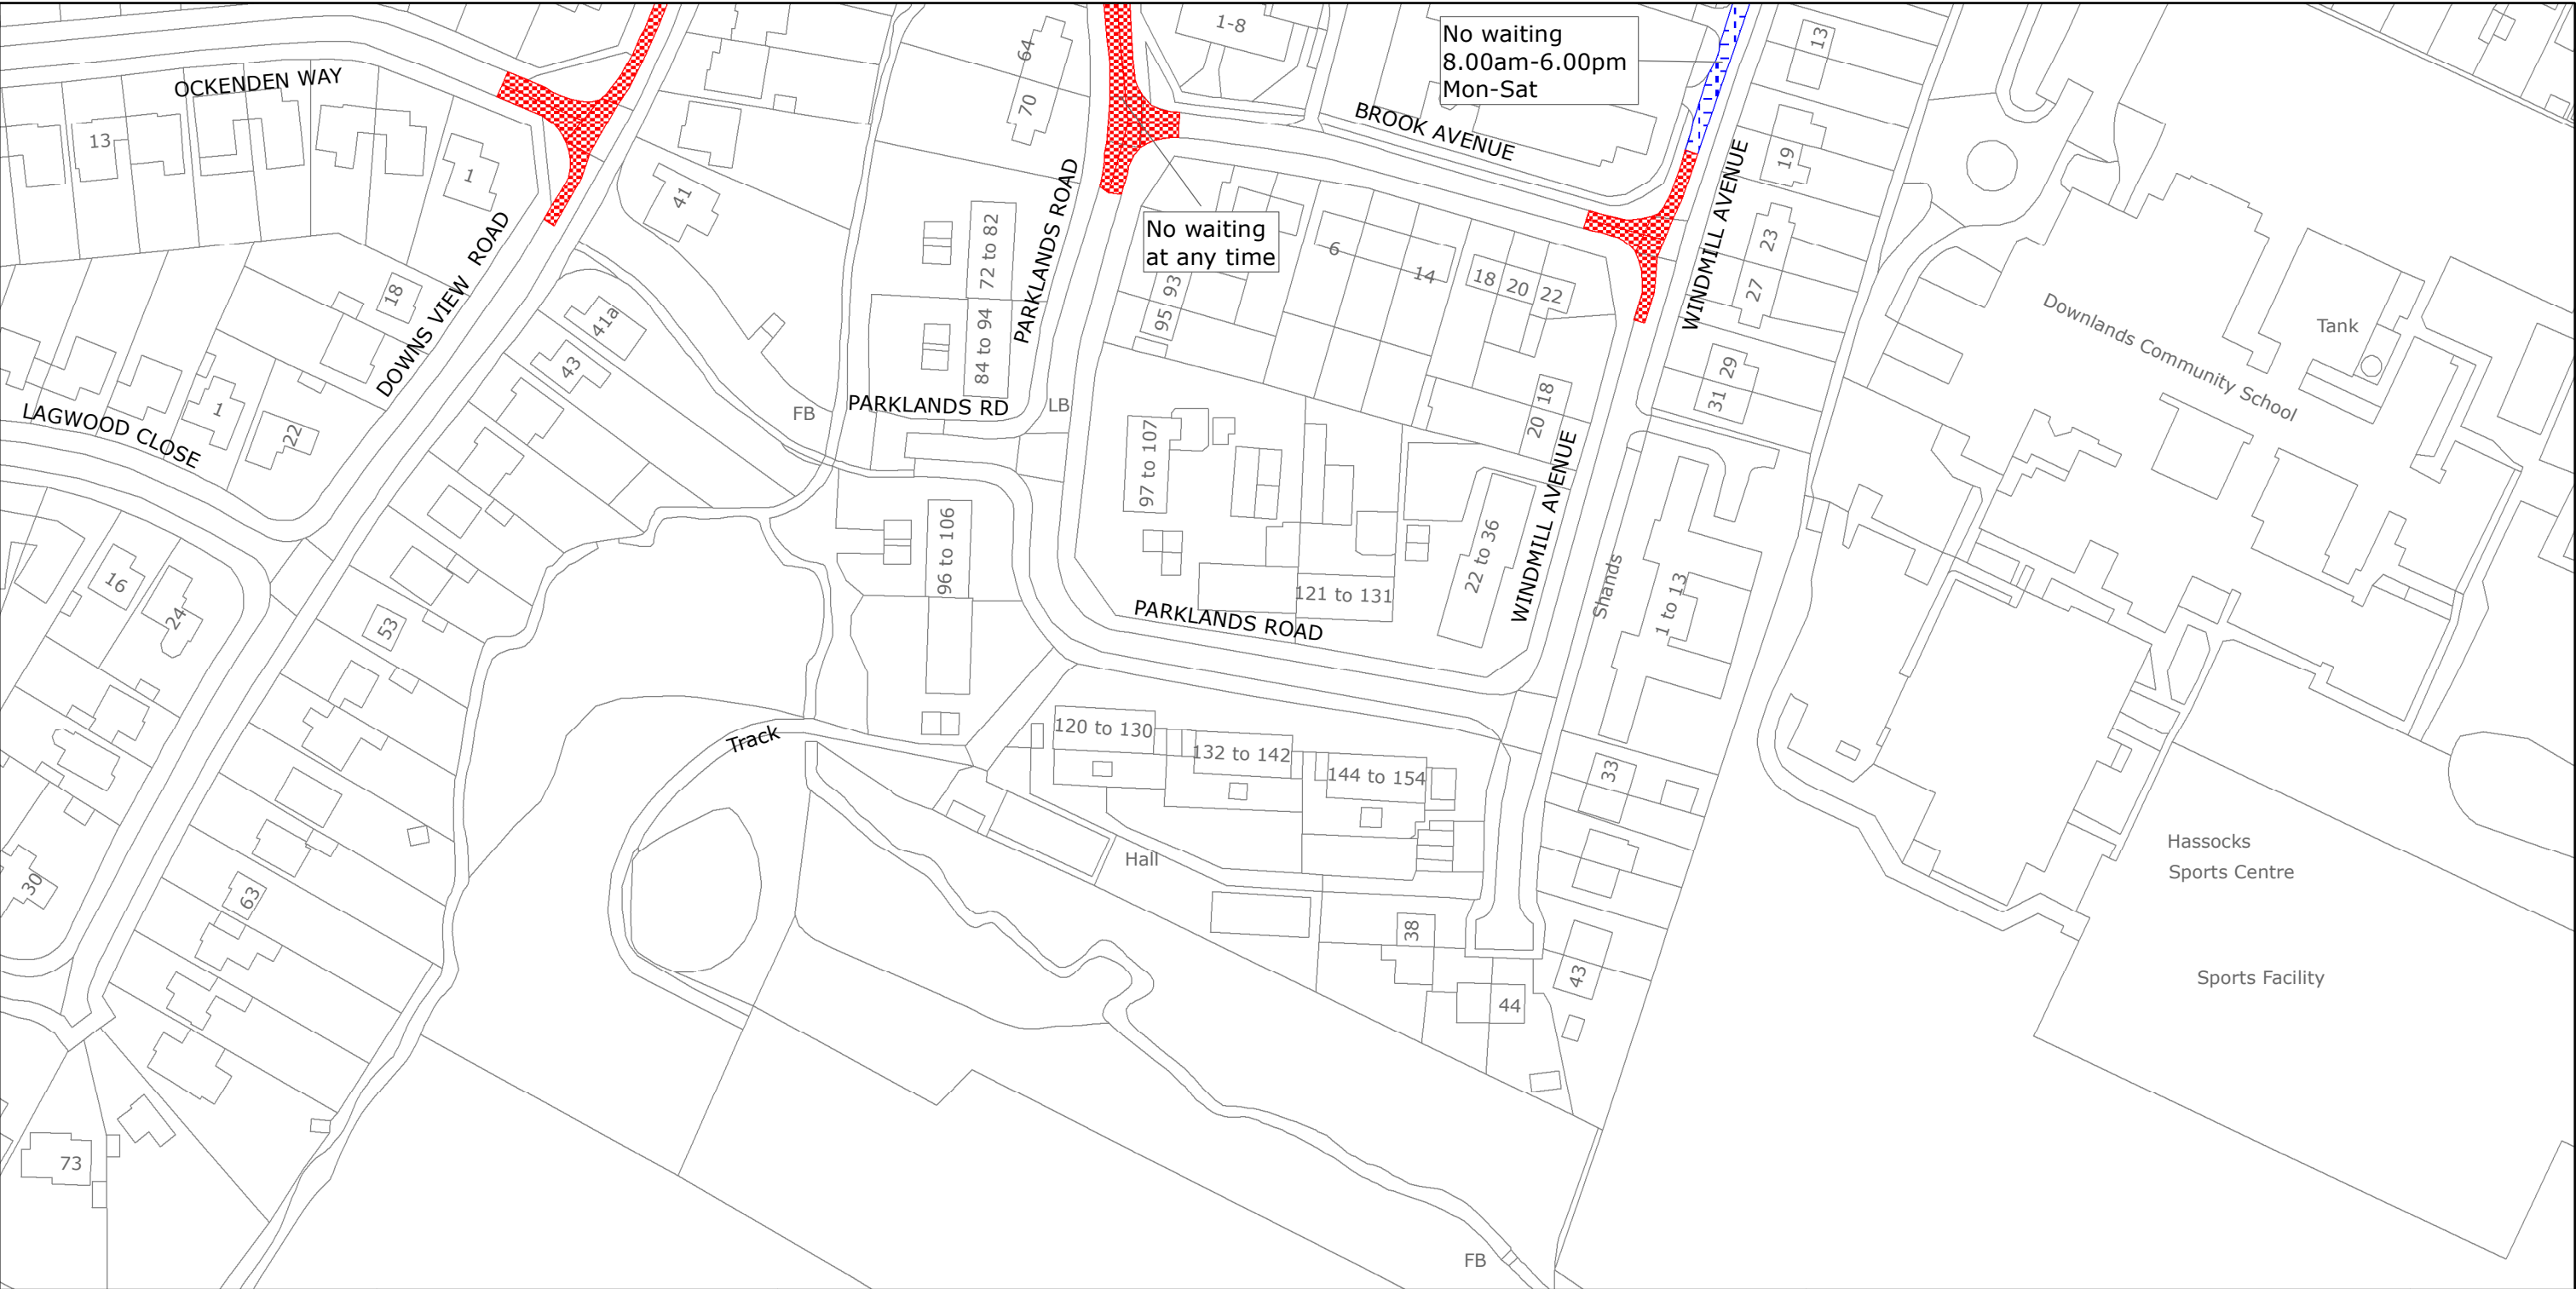 1-8
No waiting
8.00am-6.00pm
Mon-Sat
13
64
OCKENDEN WAY
70
BROOK AVENUE
13
19
1
41
PARKLANDS ROAD
WINDMILL AVENUE
No waiting
at any time
DOWNS VIEW ROAD
72 to 82
6
14
18
20
22
23
27
93
95
18
41a
43
84 to 94
Downlands Community School
Tank
29
31
LAGWOOD CLOSE
1
22
FB
PARKLANDS RD
LB
18
20
97 to 107
WINDMILL AVENUE
22 to 36
96 to 106
16
24
53
121 to 131
PARKLANDS ROAD
Shands
1 to 13
Track
120 to 130
132 to 142
144 to 154
33
Hall
Hassocks
Sports Centre
30
63
38
43
44
Sports Facility
73
FB